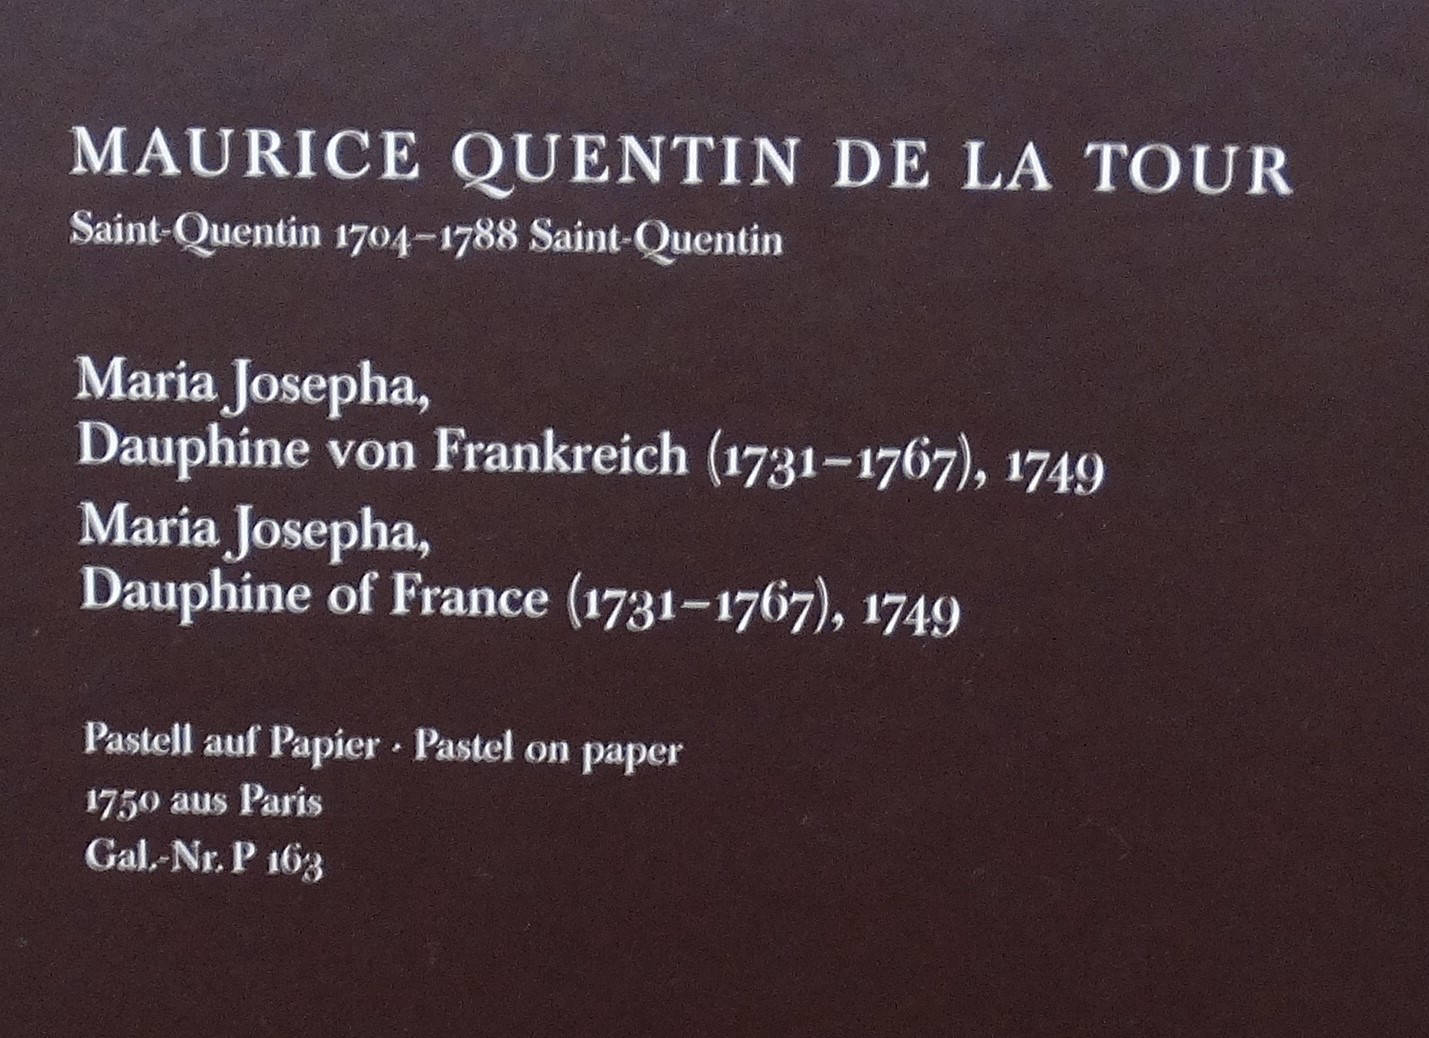 MAURICE QUENTIN DE LA TOUR
Saint-Quentin 1704–1788 Saint-Quentin
Maria Josepha,
Dauphine von Frankreich (1731–1767), 1749
Maria Josepha,
Dauphine of France (1731–1767), 1749
Pastell auf Papier · Pastel on paper
1750 aus Paris
Gal.-Nr. P 163